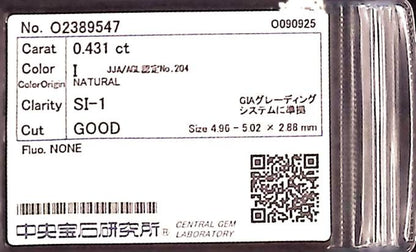 No. O2389547 O090925
Carat 0.431 ct
Color I JJA/AGL認定No.204
ColorOrigin NATURAL
Clarity SI-1 GIAグレーディング
システムに準拠
Cut GOOD Size 4.96 - 5.02 × 2.88 mm
Fluo. NONE
中央宝石研究所® CENTRAL GEM
LABORATORY